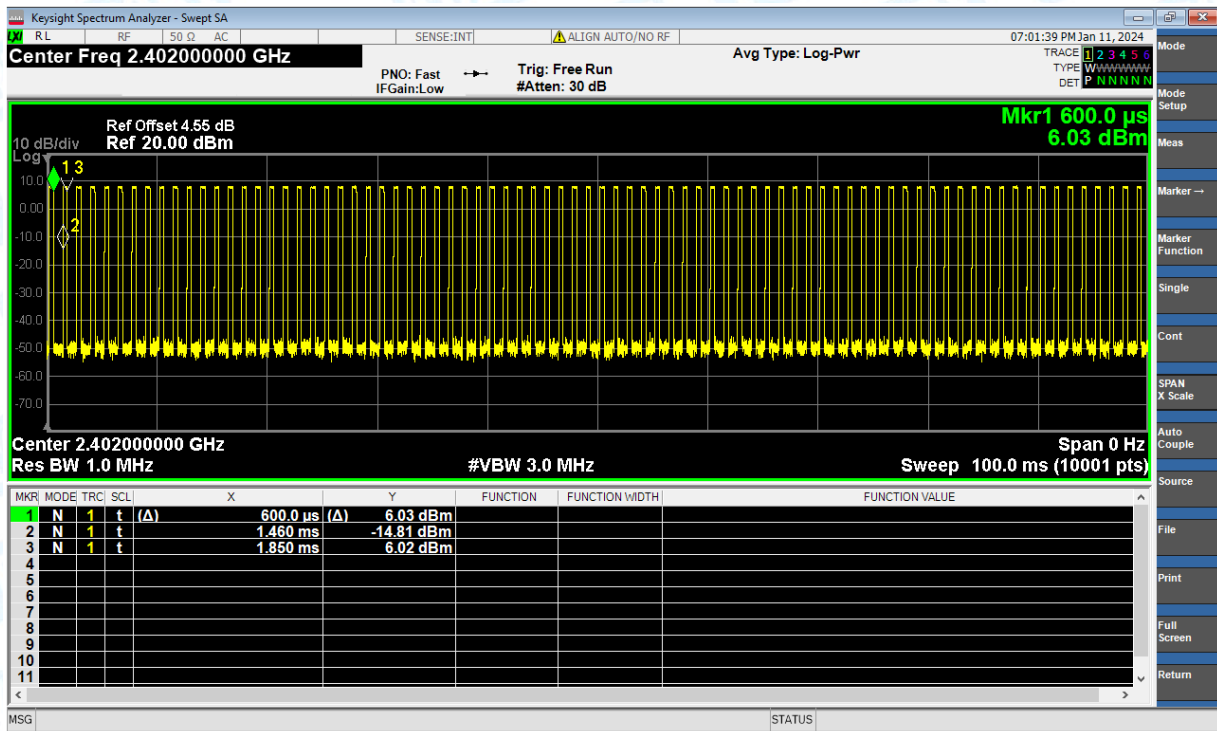 Keysight Spectrum Analyzer - Swept SA
LXI RL RF 50 Ω AC SENSE:INT ALIGN AUTO/NO RF 07:01:39 PM Jan 11, 2024
Center Freq 2.402000000 GHz
PNO: Fast
IFGain:Low
Trig: Free Run
#Atten: 30 dB
Avg Type: Log-Pwr
TRACE 1 2 3 4 5 6
TYPE WWWWWW
DET P N N N N N
10 dB/div
Log
Ref Offset 4.55 dB
Ref 20.00 dBm
Mkr1 600.0 µs
6.03 dBm
1 3
2
10.0
0.00
-10.0
-20.0
-30.0
-40.0
-50.0
-60.0
-70.0
Center 2.402000000 GHz Span 0 Hz
Res BW 1.0 MHz #VBW 3.0 MHz Sweep 100.0 ms (10001 pts)
MKR MODE TRC SCL X Y FUNCTION FUNCTION WIDTH FUNCTION VALUE
1 N 1 t (Δ) 600.0 µs (Δ) 6.03 dBm
2 N 1 t 1.460 ms -14.81 dBm
3 N 1 t 1.850 ms 6.02 dBm
4
5
6
7
8
9
10
11
MSG STATUS
Mode
Mode
Setup
Meas
Marker →
Marker
Function
Single
Cont
SPAN
X Scale
Auto
Couple
Source
File
Print
Full
Screen
Return